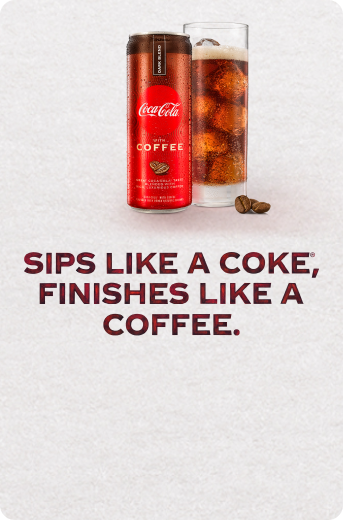 DARK BLEND
Coca-Cola
WITH
COFFEE
SIPS LIKE A COKE®,
FINISHES LIKE A
COFFEE.